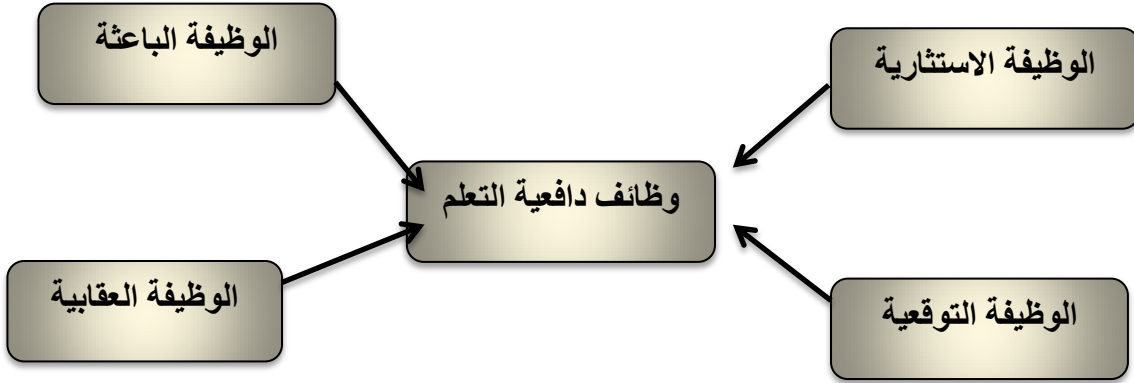 الوظيفة الاستثارية
الوظيفة الباعثة
وظائف دافعية التعلم
الوظيفة التوقعية
الوظيفة العقابية